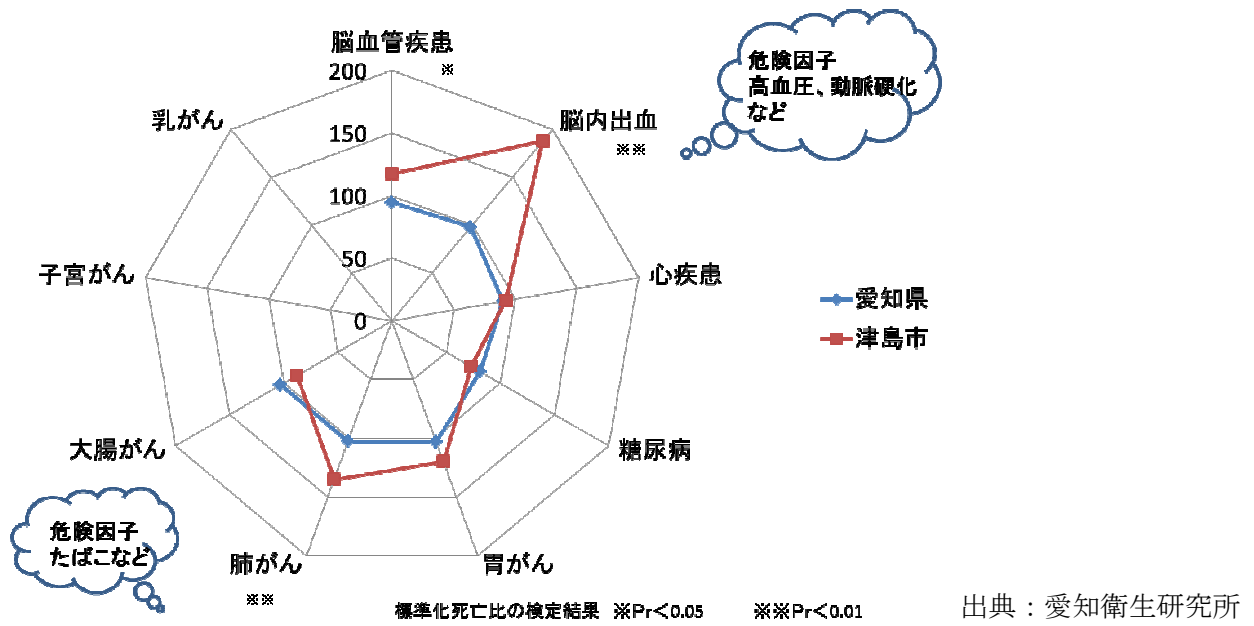 脳血管疾患
※
200
150
100
50
0
乳がん
脳内出血
※※
危険因子
高血圧、動脈硬化
など
子宮がん
心疾患
愛知県
津島市
大腸がん
糖尿病
危険因子
たばこなど
肺がん
※※
胃がん
標準化死亡比の検定結果 ※Pr<0.05 ※※Pr<0.01
出典：愛知衛生研究所